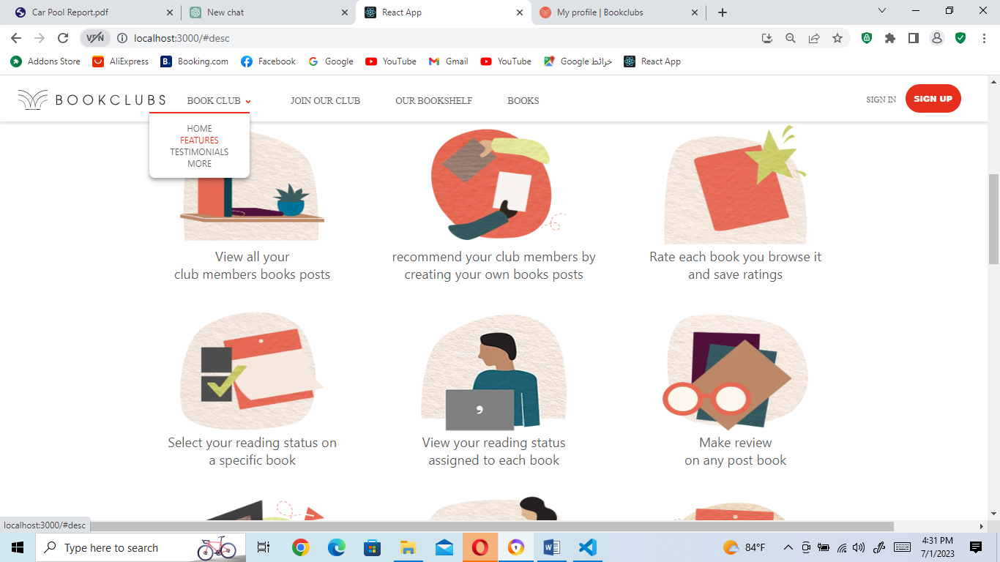 Car Pool Report.pdf
New chat
React App
My profile | Bookclubs
VPN
localhost:3000/#desc
Addons Store
AliExpress
B.
Booking.com
Facebook
Google
YouTube
Gmail
YouTube
خرائط Google
React App
BOOKCLUBS
BOOK CLUB
JOIN OUR CLUB
OUR BOOKSHELF
BOOKS
SIGN IN
SIGN UP
HOME
FEATURES
TESTIMONIALS
MORE
View all your
club members books posts
recommend your club members by
creating your own books posts
Rate each book you browse it
and save ratings
Select your reading status on
a specific book
View your reading status
assigned to each book
Make review
on any post book
localhost:3000/#desc
Type here to search
84°F
4:31 PM
7/1/2023